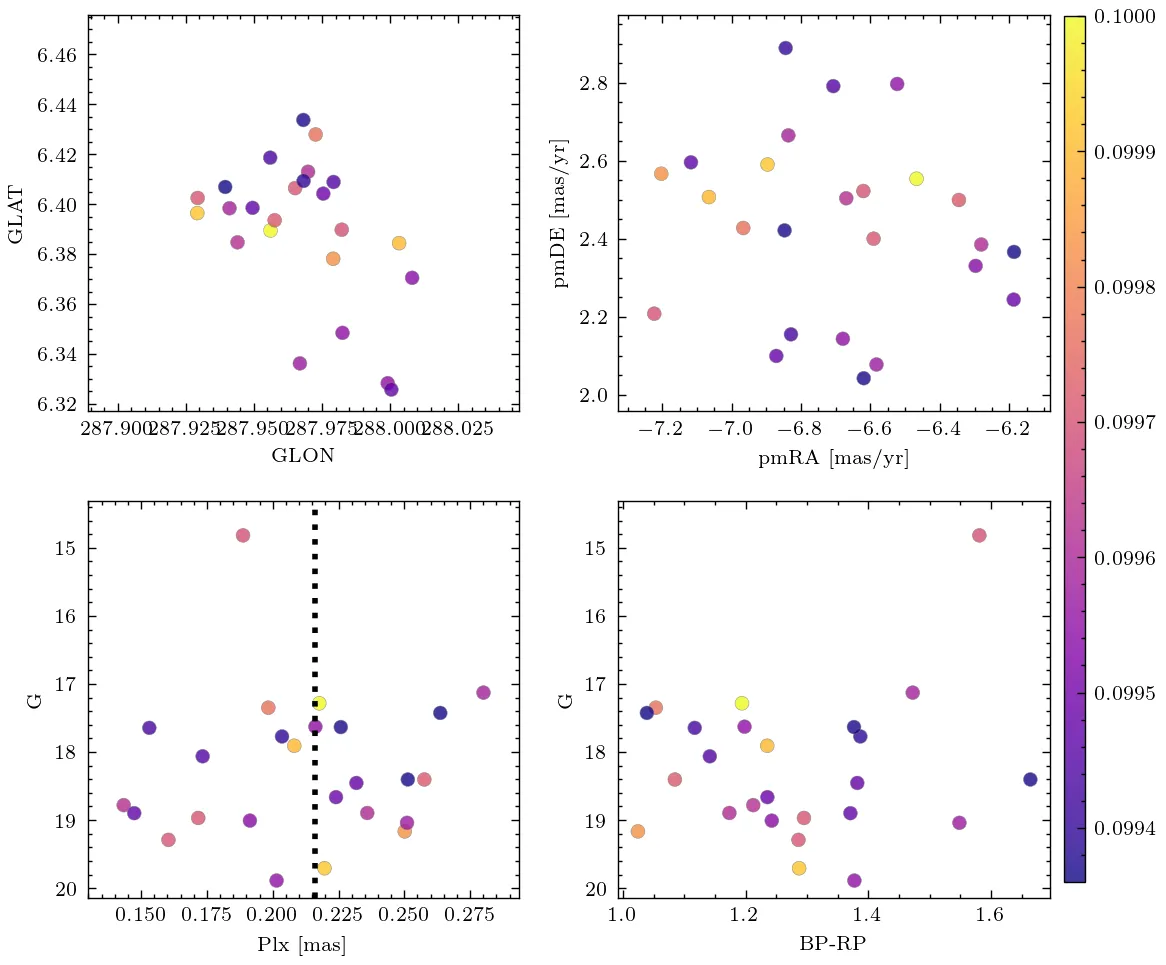 6.46
6.44
6.42
6.40
6.38
6.36
6.34
6.32
GLAT
287.900 287.925 287.950 287.975 288.000 288.025
GLON
2.8
2.6
2.4
2.2
2.0
pmDE [mas/yr]
−7.2 −7.0 −6.8 −6.6 −6.4 −6.2
pmRA [mas/yr]
0.1000
0.0999
0.0998
0.0997
0.0996
0.0995
0.0994
15
16
17
18
19
20
G
0.150 0.175 0.200 0.225 0.250 0.275
Plx [mas]
15
16
17
18
19
20
G
1.0 1.2 1.4 1.6
BP-RP